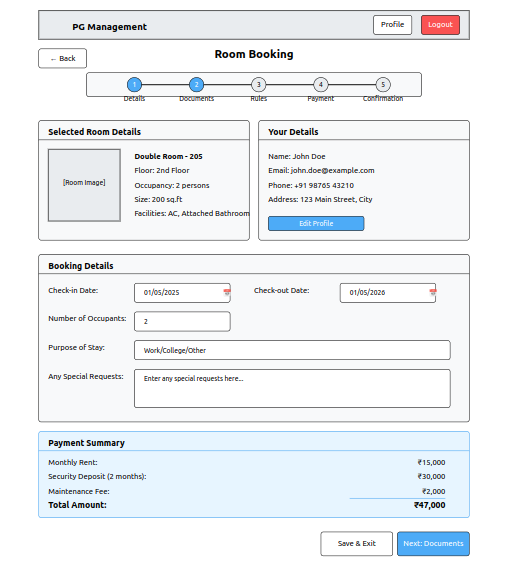 PG Management
Profile
Logout
← Back
Room Booking
1
2
3
4
5
Details
Documents
Rules
Payment
Confirmation
Selected Room Details
[Room Image]
Double Room - 205
Floor: 2nd Floor
Occupancy: 2 persons
Size: 200 sq.ft
Facilities: AC, Attached Bathroom
Your Details
Name: John Doe
Email: john.doe@example.com
Phone: +91 98765 43210
Address: 123 Main Street, City
Edit Profile
Booking Details
Check-in Date:
01/05/2025
Check-out Date:
01/05/2026
Number of Occupants:
2
Purpose of Stay:
Work/College/Other
Any Special Requests:
Enter any special requests here...
Payment Summary
Monthly Rent: ₹15,000
Security Deposit (2 months): ₹30,000
Maintenance Fee: ₹2,000
Total Amount: ₹47,000
Save & Exit
Next: Documents